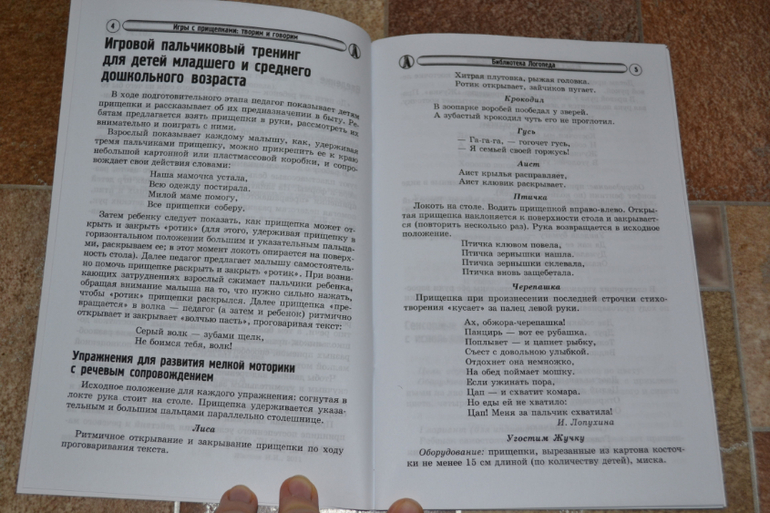 4
Игры с прищепками: творим и говорим
Игровой пальчиковый тренинг
для детей младшего и среднего
дошкольного возраста
В ходе подготовительного этапа педагог показывает детям
прищепки и рассказывает об их предназначении в быту. Ре-
бятам предлагается взять прищепки в руки, рассмотреть их
внимательно и поиграть с ними.
Взрослый показывает каждому малышу, как, удерживая
тремя пальчиками прищепку, можно прикрепить ее к краю
небольшой картонной или пластмассовой коробки, и сопро-
вождает свои действия словами:
Наша мамочка устала,
Всю одежду постирала.
Милой маме помогу,
Все прищепки соберу.
Затем ребенку следует показать, как прищепка может от-
крыть и закрыть «ротик» (для этого, удерживая прищепку в
горизонтальном положении большим и указательным пальца-
ми, раскрываем ее; в этот момент локоть опирается на поверх-
ность стола). Далее педагог предлагает малышу самостоятель-
но помочь прищепке раскрыть и закрыть «ротик». При возни-
кающих затруднениях взрослый сжимает пальчики ребенка,
обращая внимание малыша на то, что нужно сильно нажать,
чтобы «ротик» прищепки раскрылся. Далее прищепка «пре-
вращается» в волка — педагог (а затем и ребенок) ритмично
открывает и закрывает «волчью пасть», проговаривая текст:
Серый волк — зубами щелк,
Не боимся тебя, волк!
Упражнения для развития мелкой моторики
с речевым сопровождением
Исходное положение для каждого упражнения: согнутая в
локте рука стоит на столе. Прищепка удерживается указа-
тельным и большим пальцами параллельно столешнице.
Лиса
Ритмичное открывание и закрывание прищепки по ходу
проговаривания текста.
Библиотека Логопеда
5
Хитрая плутовка, рыжая головка.
Ротик открывает, зайчиков пугает.
Крокодил
В зоопарке воробей пообедал у зверей.
А зубастый крокодил чуть его не проглотил.
Гусь
— Га-га-га, — гогочет гусь,
— Я семьей своей горжусь!
Аист
Аист крылья расправляет,
Аист клювик раскрывает.
Птичка
Локоть на столе. Водить прищепкой вправо-влево. Откры-
тая прищепка наклоняется к поверхности стола и закрывает-
ся (повторить несколько раз). Рука возвращается в исходное
положение.
Птичка клювом повела,
Птичка зернышки нашла.
Птичка зернышки склевала,
Птичка вновь защебетала.
Черепашка
Прищепка при произнесении последней строчки стихо-
творения «кусает» за палец левой руки.
Ах, обжора-черепашка!
Панцирь — вот ее рубашка.
Поплывет — и цапнет рыбку,
Съест с довольною улыбкой.
Отдохнет она немножко,
На обед поймает мошку.
Если ужинать пора,
Цап — и схватит комара.
Но еды ей не хватило:
Цап! Меня за пальчик схватила!
И. Лопухина
Угостим Жучку
Оборудование: прищепки, вырезанные из картона косточ-
ки не менее 15 см длиной (по количеству детей), миска.